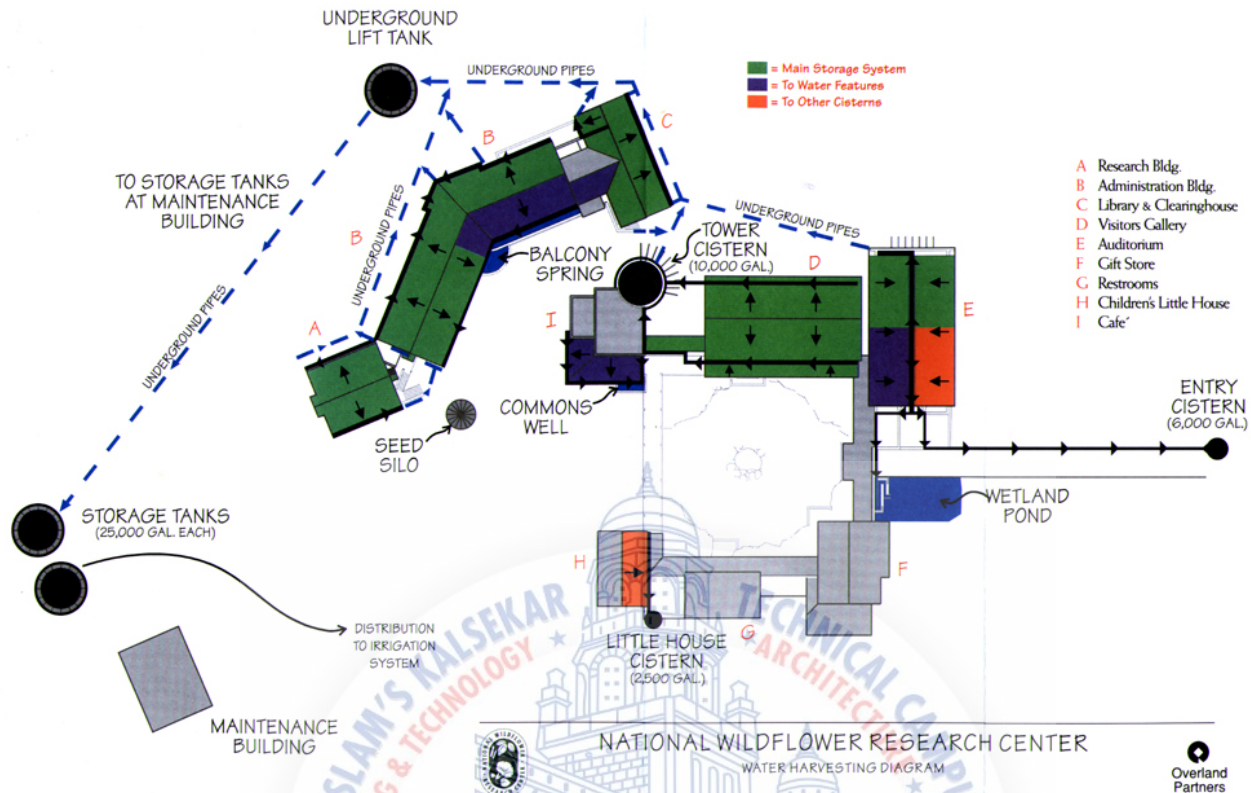 UNDERGROUND
LIFT TANK
UNDERGROUND PIPES
= Main Storage System
= To Water Features
= To Other Cisterns
C
B
A Research Bldg.
B Administration Bldg.
C Library & Clearinghouse
D Visitors Gallery
E Auditorium
F Gift Store
G Restrooms
H Children's Little House
I Cafe´
TO STORAGE TANKS
AT MAINTENANCE
BUILDING
UNDERGROUND PIPES
B
UNDERGROUND PIPES
UNDERGROUND PIPES
TOWER
CISTERN
(10,000 GAL.)
BALCONY
SPRING
D
E
A
I
COMMONS
WELL
SEED
SILO
ENTRY
CISTERN
(6,000 GAL.)
WETLAND
POND
STORAGE TANKS
(25,000 GAL. EACH)
H
F
G
DISTRIBUTION
TO IRRIGATION
SYSTEM
LITTLE HOUSE
CISTERN
(2,500 GAL.)
MAINTENANCE
BUILDING
NATIONAL WILDFLOWER RESEARCH CENTER
WATER HARVESTING DIAGRAM
Overland
Partners
KALSEKAR
TECHNICAL
& TECHNOLOGY